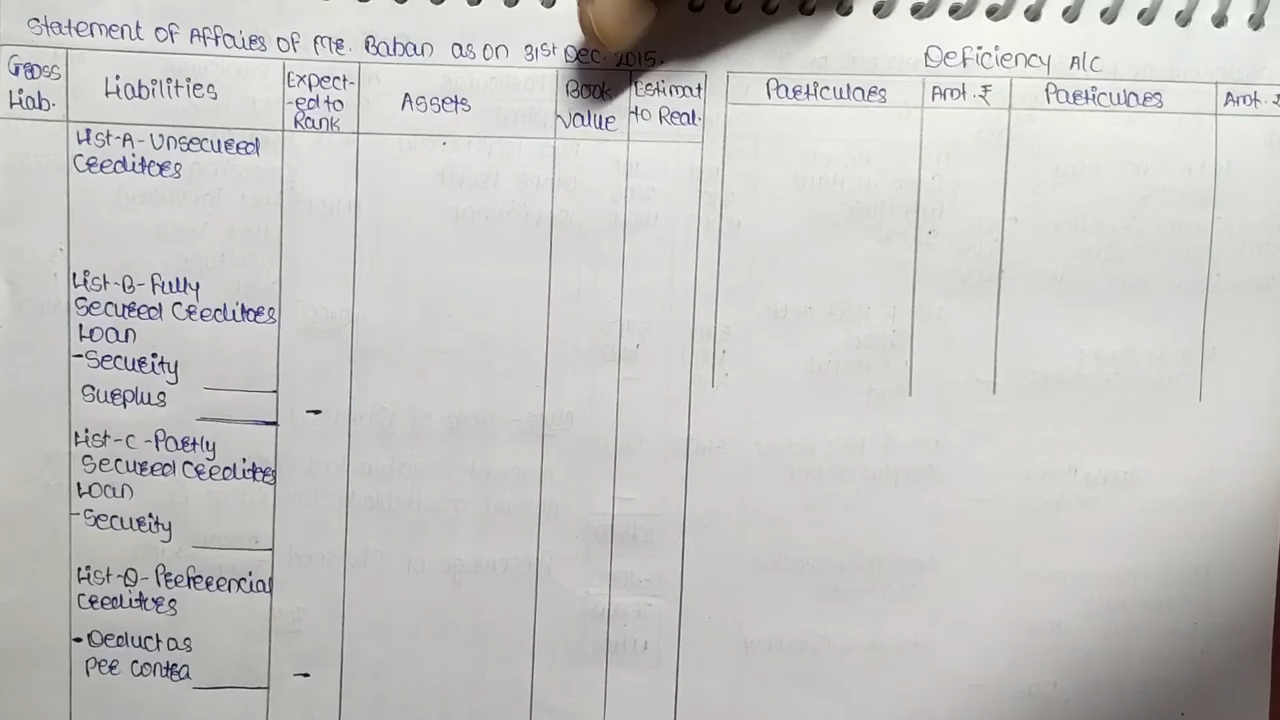 Statement of Affairs of Mr. Baban as on 31st Dec. 2015.
Gross
Liab.
Liabilities
Expect-
-ed to
Rank
Assets
Book
Value
Estimat
to Real.
List-A-Unsecured
Creditors
List-B-Fully
Secured Creditors
Loan
-Security
Surplus
-
List-C-Partly
Secured Creditors
Loan
-Security
List-D-Preferencial
Creditors
-Deduct as
per contra
-
Deficiency A/c
Particulars
Amt. ₹
Particulars
Amt. ₹